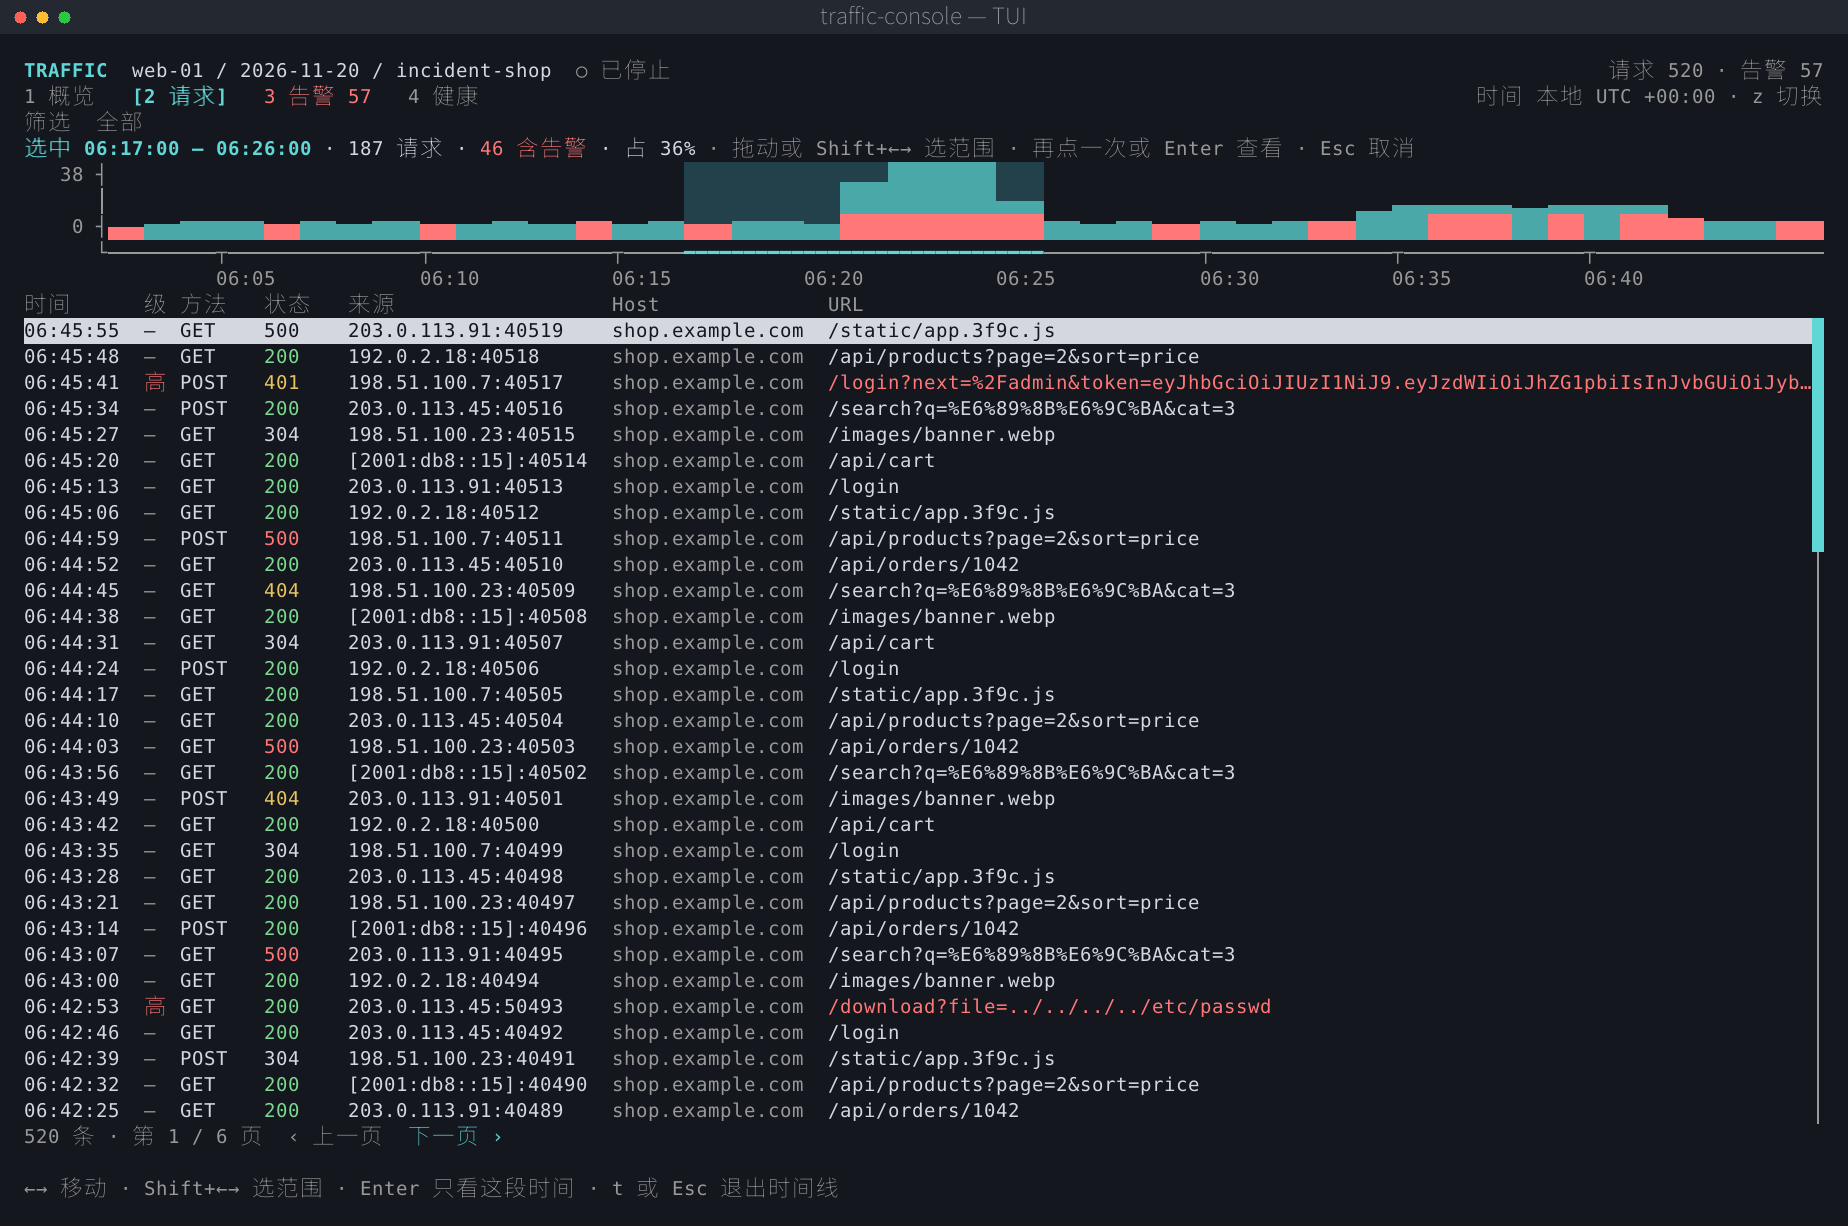 traffic-console — TUI
TRAFFIC web-01 / 2026-11-20 / incident-shop ○ 已停止 请求 520 · 告警 57
1 概览 [2 请求] 3 告警 57 4 健康 时间 本地 UTC +00:00 · z 切换
筛选 全部
选中 06:17:00 — 06:26:00 · 187 请求 · 46 含告警 · 占 36% · 拖动或 Shift+←→ 选范围 · 再点一次或 Enter 查看 · Esc 取消
38
0
06:05 06:10 06:15 06:20 06:25 06:30 06:35 06:40
时间 级 方法 状态 来源 Host URL
06:45:55 — GET 500 203.0.113.91:40519 shop.example.com /static/app.3f9c.js
06:45:48 — GET 200 192.0.2.18:40518 shop.example.com /api/products?page=2&sort=price
06:45:41 高 POST 401 198.51.100.7:40517 shop.example.com /login?next=%2Fadmin&token=eyJhbGciOiJIUzI1NiJ9.eyJzdWIiOiJhZG1pbiIsInJvbGUiOiJyb…
06:45:34 — POST 200 203.0.113.45:40516 shop.example.com /search?q=%E6%89%8B%E6%9C%BA&cat=3
06:45:27 — GET 304 198.51.100.23:40515 shop.example.com /images/banner.webp
06:45:20 — GET 200 [2001:db8::15]:40514 shop.example.com /api/cart
06:45:13 — GET 200 203.0.113.91:40513 shop.example.com /login
06:45:06 — GET 200 192.0.2.18:40512 shop.example.com /static/app.3f9c.js
06:44:59 — POST 500 198.51.100.7:40511 shop.example.com /api/products?page=2&sort=price
06:44:52 — GET 200 203.0.113.45:40510 shop.example.com /api/orders/1042
06:44:45 — GET 404 198.51.100.23:40509 shop.example.com /search?q=%E6%89%8B%E6%9C%BA&cat=3
06:44:38 — GET 200 [2001:db8::15]:40508 shop.example.com /images/banner.webp
06:44:31 — GET 304 203.0.113.91:40507 shop.example.com /api/cart
06:44:24 — POST 200 192.0.2.18:40506 shop.example.com /login
06:44:17 — GET 200 198.51.100.7:40505 shop.example.com /static/app.3f9c.js
06:44:10 — GET 200 203.0.113.45:40504 shop.example.com /api/products?page=2&sort=price
06:44:03 — GET 500 198.51.100.23:40503 shop.example.com /api/orders/1042
06:43:56 — GET 200 [2001:db8::15]:40502 shop.example.com /search?q=%E6%89%8B%E6%9C%BA&cat=3
06:43:49 — POST 404 203.0.113.91:40501 shop.example.com /images/banner.webp
06:43:42 — GET 200 192.0.2.18:40500 shop.example.com /api/cart
06:43:35 — GET 304 198.51.100.7:40499 shop.example.com /login
06:43:28 — GET 200 203.0.113.45:40498 shop.example.com /static/app.3f9c.js
06:43:21 — GET 200 198.51.100.23:40497 shop.example.com /api/products?page=2&sort=price
06:43:14 — POST 200 [2001:db8::15]:40496 shop.example.com /api/orders/1042
06:43:07 — GET 500 203.0.113.91:40495 shop.example.com /search?q=%E6%89%8B%E6%9C%BA&cat=3
06:43:00 — GET 200 192.0.2.18:40494 shop.example.com /images/banner.webp
06:42:53 高 GET 200 203.0.113.45:50493 shop.example.com /download?file=../../../../etc/passwd
06:42:46 — GET 200 203.0.113.45:40492 shop.example.com /login
06:42:39 — POST 304 198.51.100.23:40491 shop.example.com /static/app.3f9c.js
06:42:32 — GET 200 [2001:db8::15]:40490 shop.example.com /api/products?page=2&sort=price
06:42:25 — GET 200 203.0.113.91:40489 shop.example.com /api/orders/1042
520 条 · 第 1 / 6 页 ‹ 上一页 下一页 ›
←→ 移动 · Shift+←→ 选范围 · Enter 只看这段时间 · t 或 Esc 退出时间线